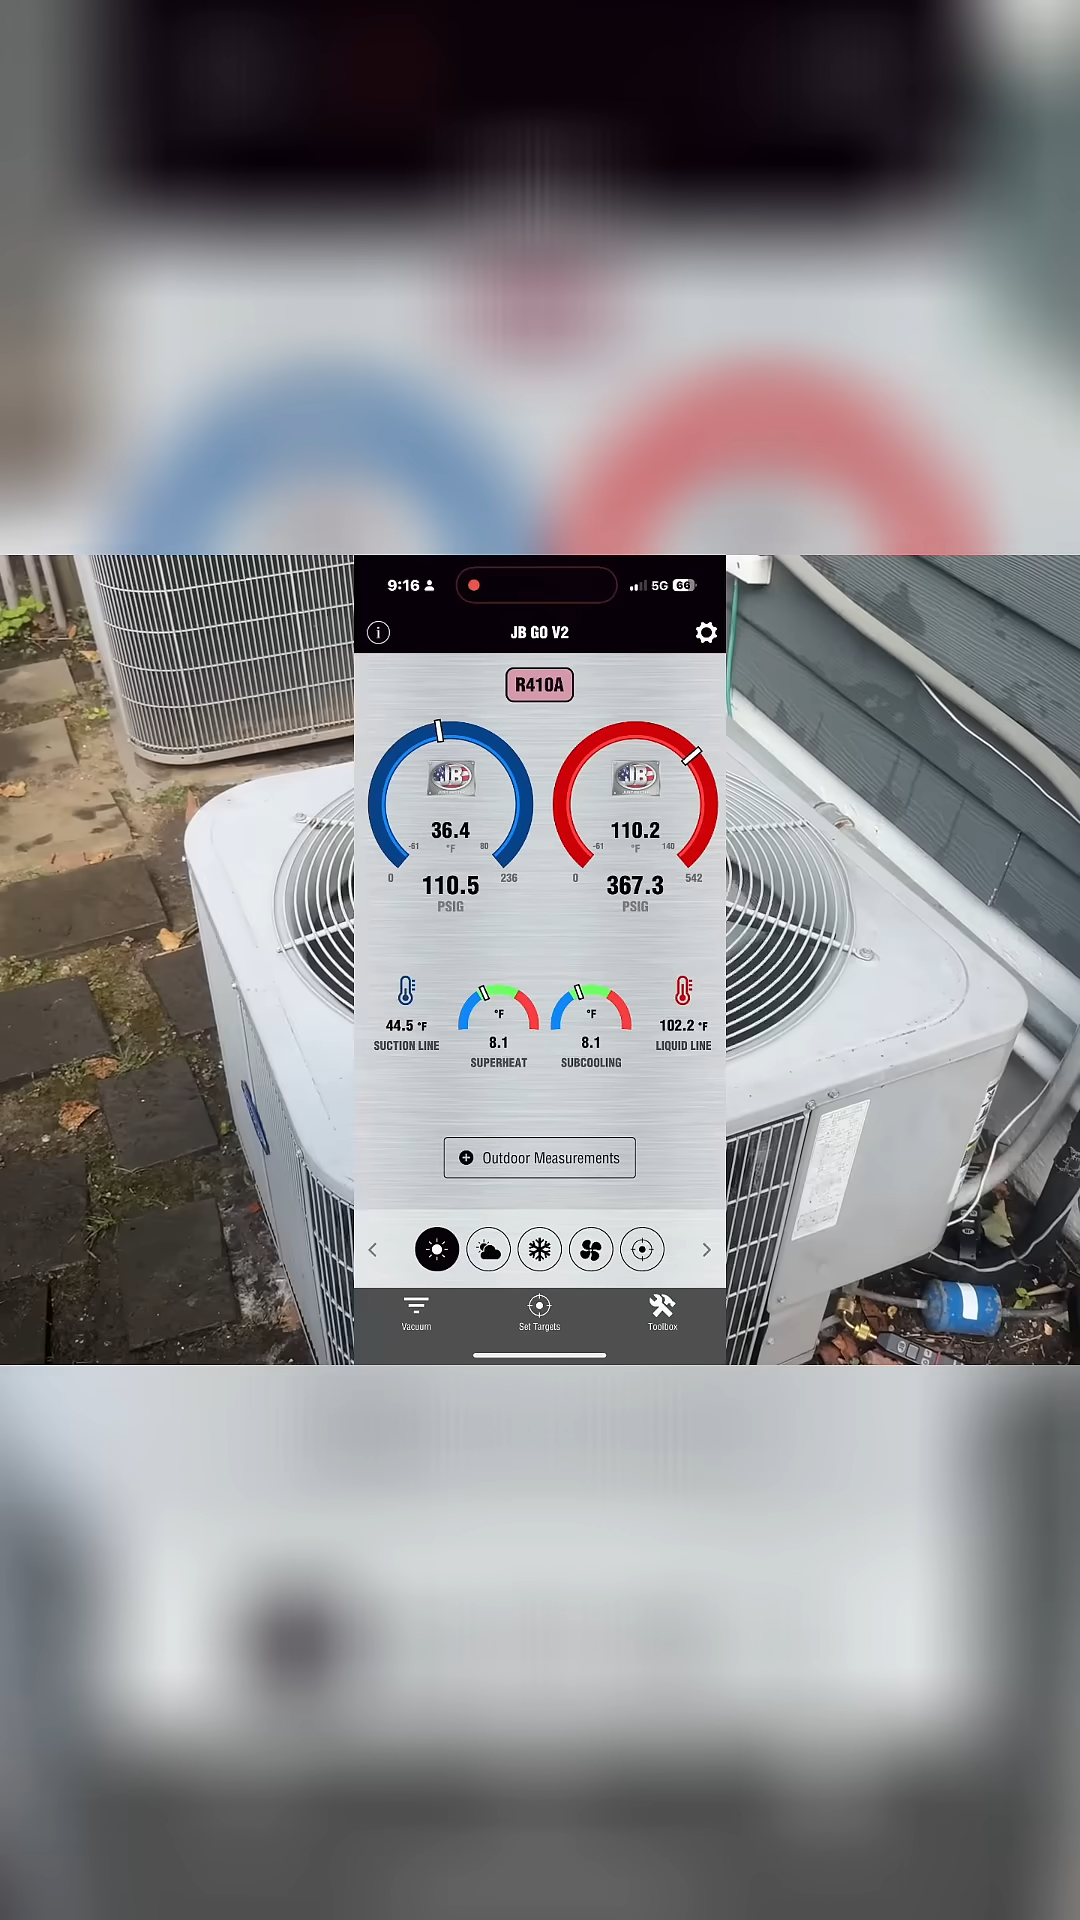 9:16
5G 66
JB GO V2
R410A
JB
JB
36.4
-61 °F 80
0 236
110.5
PSIG
110.2
-61 °F 140
0 542
367.3
PSIG
44.5 °F
SUCTION LINE
°F
8.1
SUPERHEAT
°F
8.1
SUBCOOLING
102.2 °F
LIQUID LINE
Outdoor Measurements
Vacuum
Set Targets
Toolbox